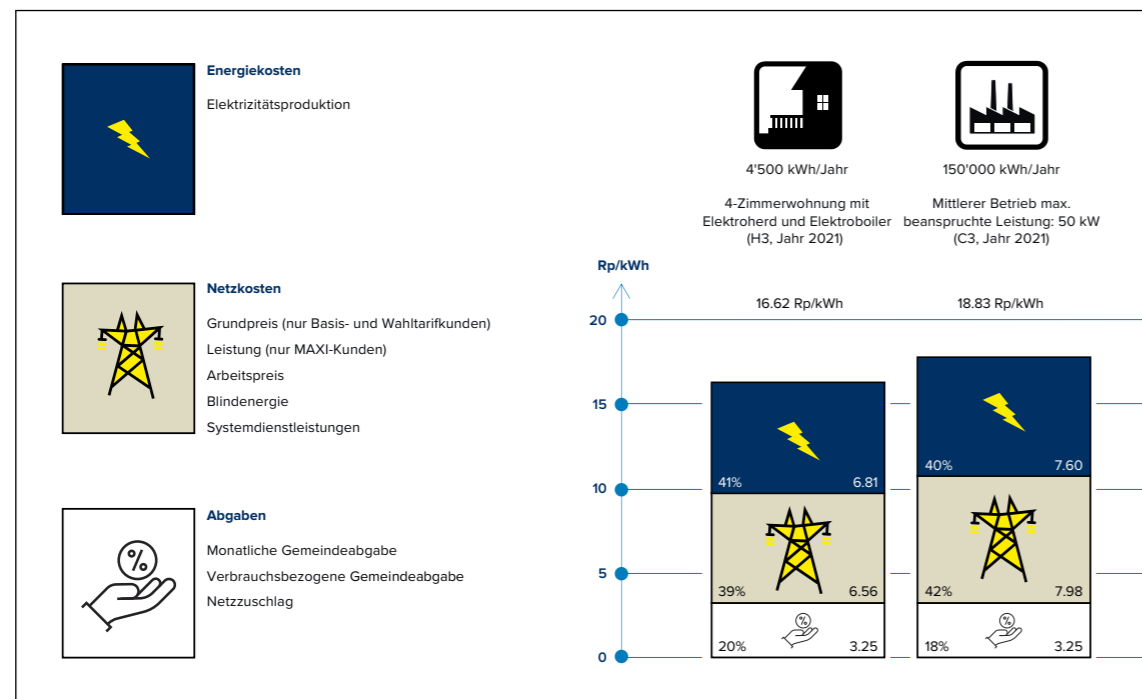 Energiekosten
Elektrizitätsproduktion
Netzkosten
Grundpreis (nur Basis- und Wahltarifkunden)
Leistung (nur MAXI-Kunden)
Arbeitspreis
Blindenergie
Systemdienstleistungen
%
Abgaben
Monatliche Gemeindeabgabe
Verbrauchsbezogene Gemeindeabgabe
Netzzuschlag
4'500 kWh/Jahr
4-Zimmerwohnung mit
Elektroherd und Elektroboiler
(H3, Jahr 2021)
150'000 kWh/Jahr
Mittlerer Betrieb max.
beanspruchte Leistung: 50 kW
(C3, Jahr 2021)
Rp/kWh
16.62 Rp/kWh
18.83 Rp/kWh
20
15
10
5
0
41% 6.81
39% 6.56
%
20% 3.25
40% 7.60
42% 7.98
%
18% 3.25